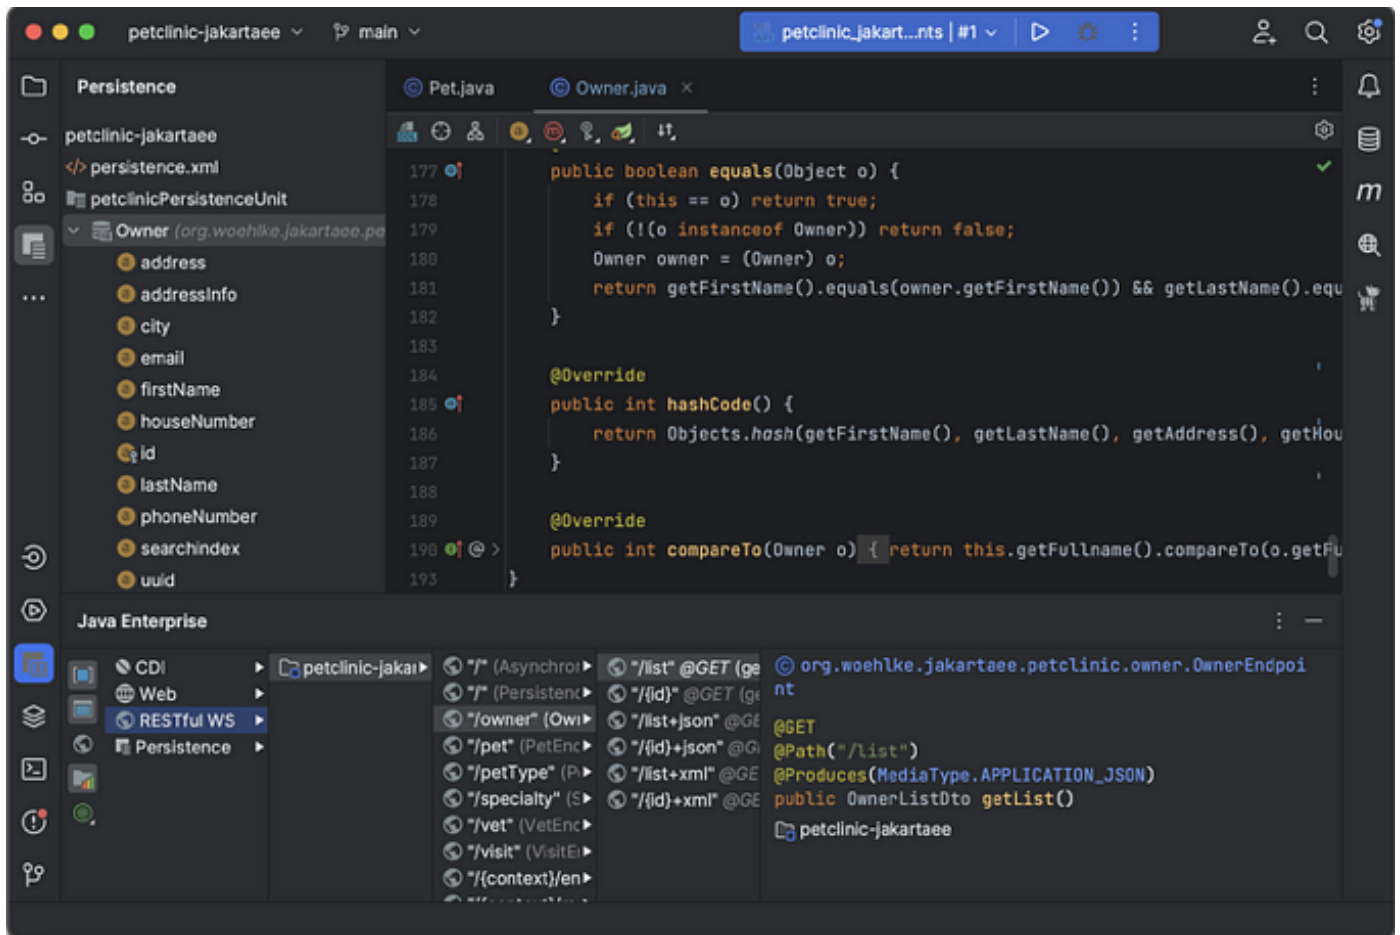 petclinic-jakartaee
main
petclinic_jakart...nts | #1
Persistence
Pet.java
Owner.java
petclinic-jakartaee
persistence.xml
petclinicPersistenceUnit
Owner (org.woehlke.jakartaee.pe
address
addressInfo
city
email
firstName
houseNumber
id
lastName
phoneNumber
searchindex
uuid
177 public boolean equals(Object o) {
178 if (this == o) return true;
179 if (!(o instanceof Owner)) return false;
180 Owner owner = (Owner) o;
181 return getFirstName().equals(owner.getFirstName()) && getLastName().equ
182 }
183
184 @Override
185 public int hashCode() {
186 return Objects.hash(getFirstName(), getLastName(), getAddress(), getHou
187 }
188
189 @Override
190 public int compareTo(Owner o) { return this.getFullname().compareTo(o.getFu
193 }
Java Enterprise
CDI
Web
RESTful WS
Persistence
petclinic-jakar
"/" (Asynchror
"/" (Persistenc
"/owner" (Owi
"/pet" (PetEnc
"/petType" (P
"/specialty" (S
"/vet" (VetEnc
"/visit" (VisitE
"/{context}/en
"/list" @GET (ge
"/{id}" @GET (ge
"/list+json" @GE
"/{id}+json" @G
"/list+xml" @GE
"/{id}+xml" @GE
org.woehlke.jakartaee.petclinic.owner.OwnerEndpoi
nt
@GET
@Path("/list")
@Produces(MediaType.APPLICATION_JSON)
public OwnerListDto getList()
petclinic-jakartaee